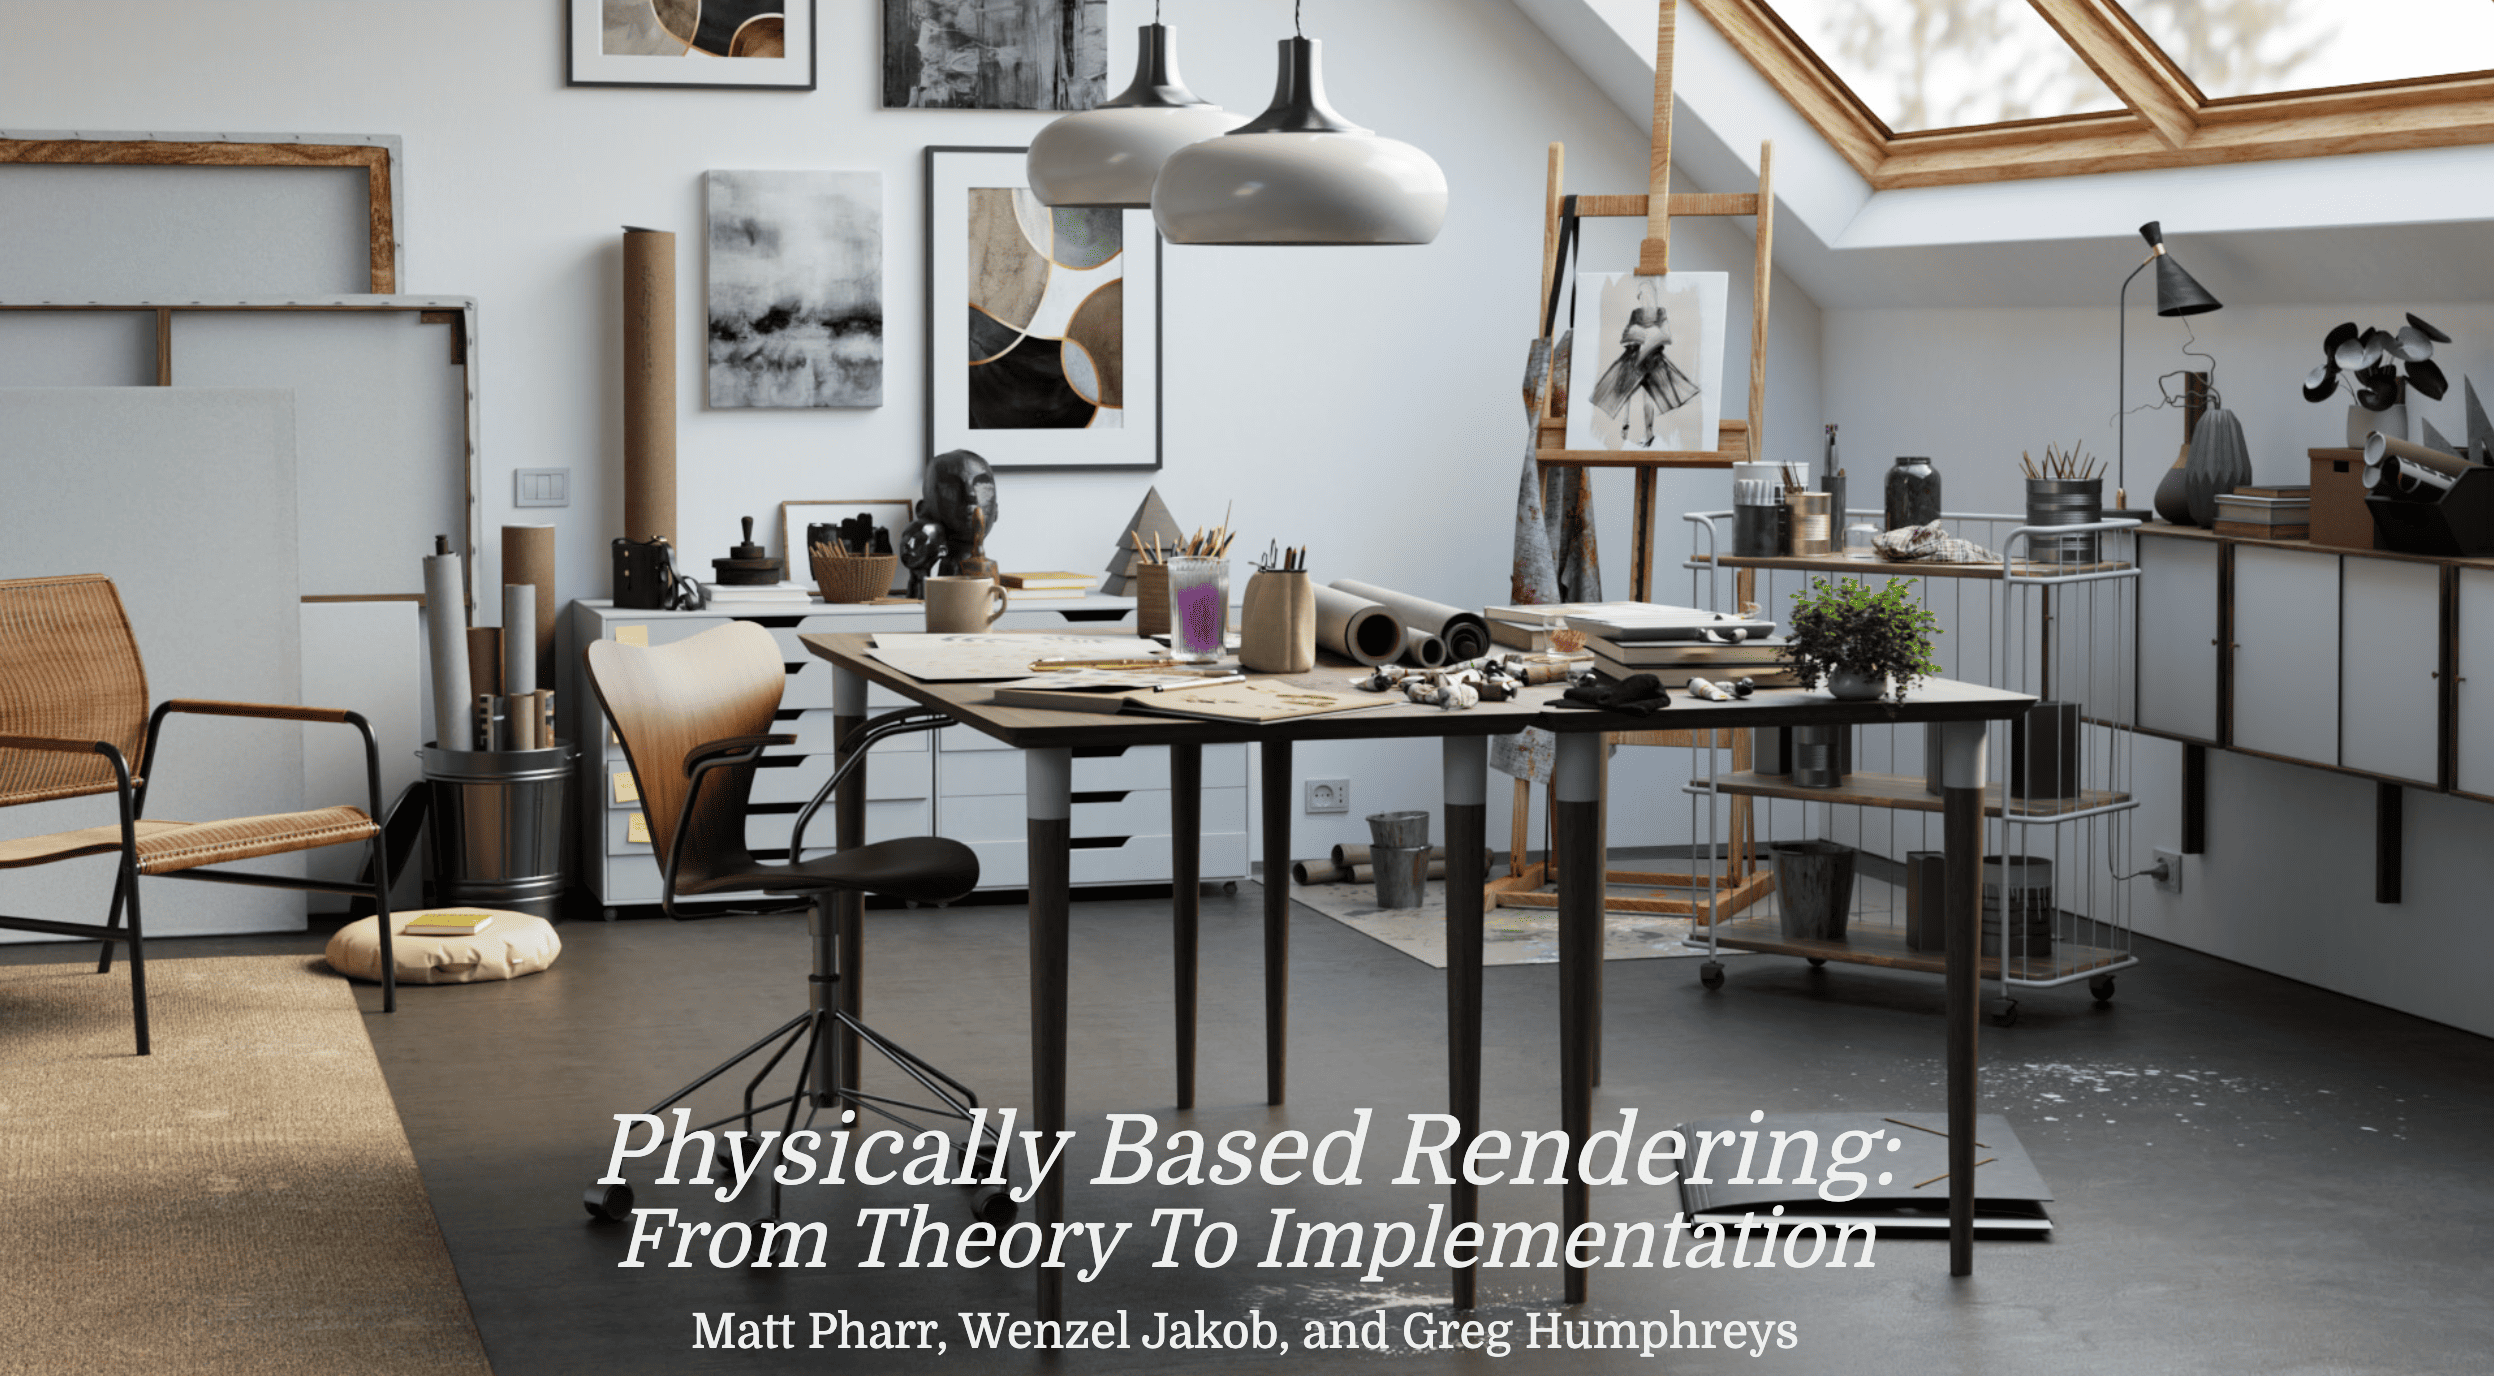 Physically Based Rendering:
From Theory To Implementation
Matt Pharr, Wenzel Jakob, and Greg Humphreys